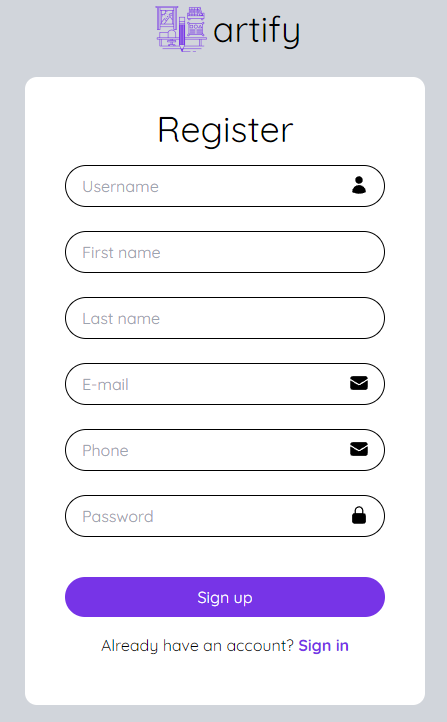 artify
Register
Username
First name
Last name
E-mail
Phone
Password
Sign up
Already have an account? Sign in